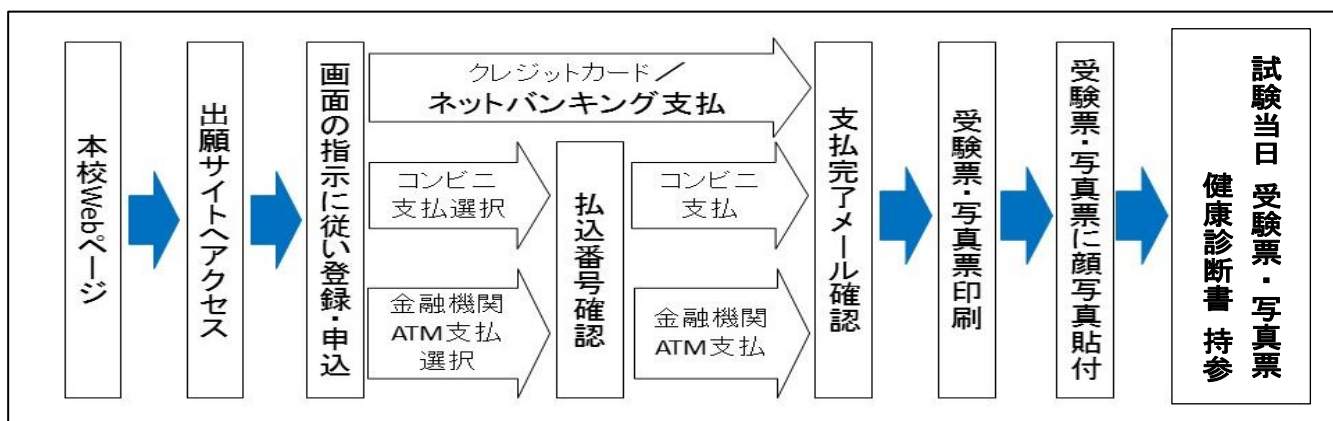 本校Webページ
出願サイトへアクセス
画面の指示に従い登録・申込
クレジットカード／
ネットバンキング支払
コンビニ
支払選択
金融機関
ATM支払
選択
払込番号確認
コンビニ
支払
金融機関
ATM支払
支払完了メール確認
受験票・写真票印刷
受験票・写真票に顔写真貼付
試験当日 受験票・写真票
健康診断書 持参